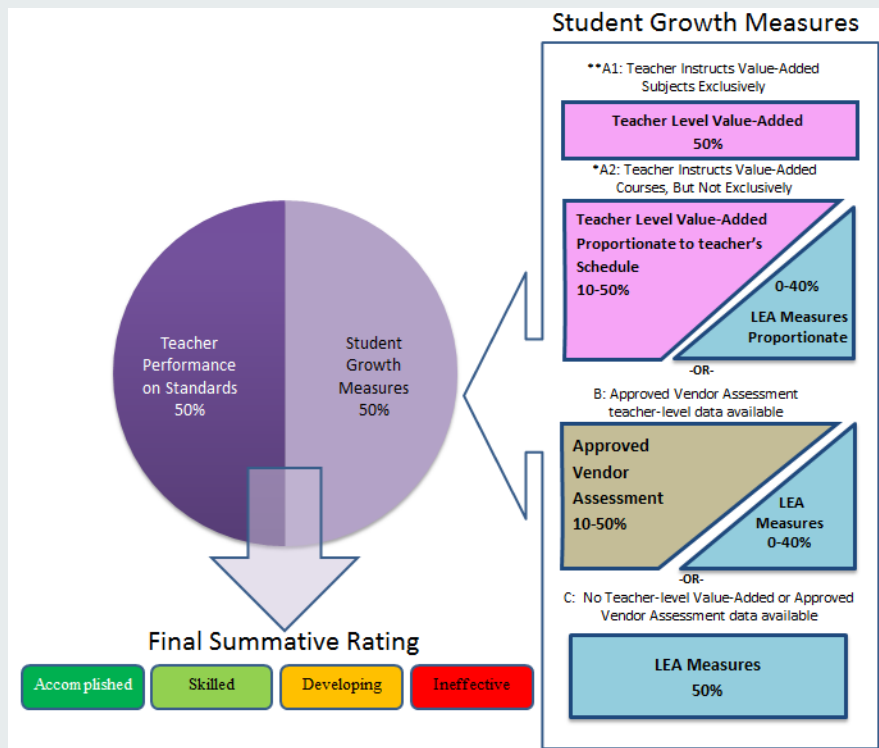 Student Growth Measures
**A1: Teacher Instructs Value-Added
Subjects Exclusively
Teacher Level Value-Added
50%
*A2: Teacher Instructs Value-Added
Courses, But Not Exclusively
Teacher Level Value-Added
Proportionate to teacher's
Schedule
10-50%
0-40%
LEA Measures
Proportionate
-OR-
B: Approved Vendor Assessment
teacher-level data available
Approved
Vendor
Assessment
10-50%
LEA
Measures
0-40%
-OR-
C: No Teacher-level Value-Added or Approved
Vendor Assessment data available
LEA Measures
50%
Teacher
Performance
on Standards
50%
Student
Growth
Measures
50%
Final Summative Rating
Accomplished
Skilled
Developing
Ineffective